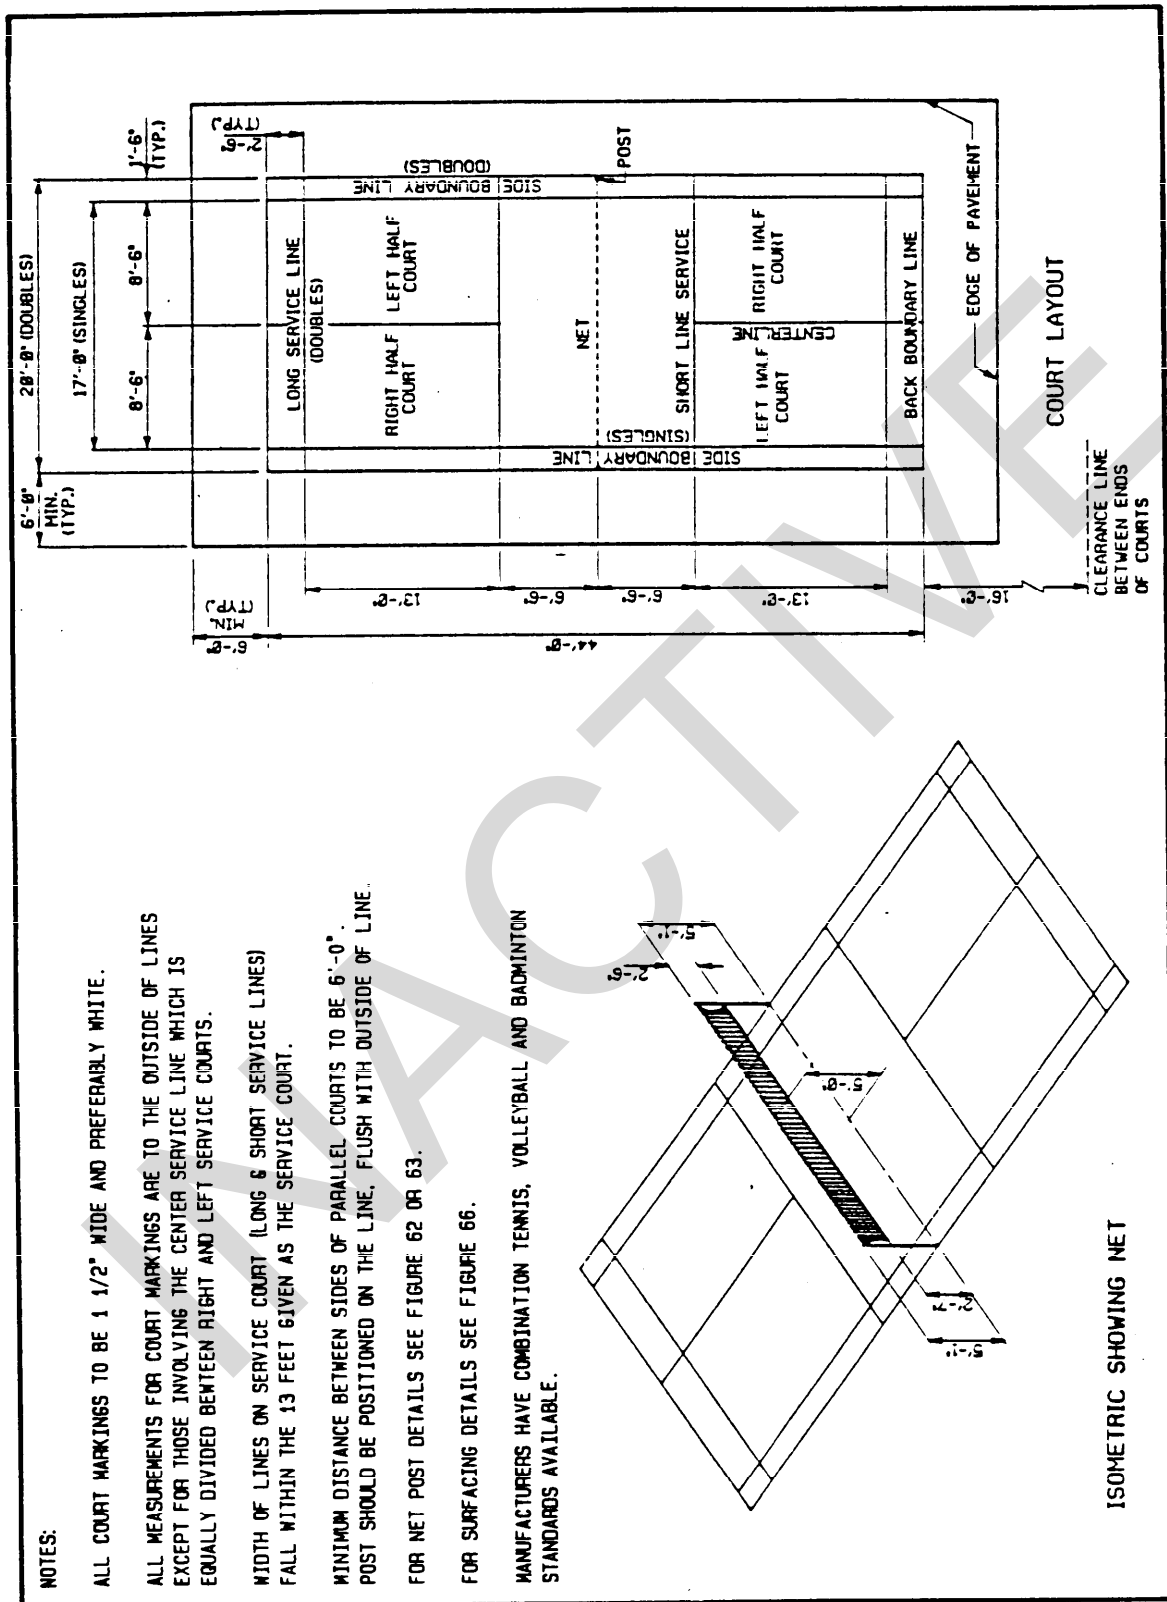 NOTES:
ALL COURT MARKINGS TO BE 1 1/2" WIDE AND PREFERABLY WHITE.
ALL MEASUREMENTS FOR COURT MARKINGS ARE TO THE OUTSIDE OF LINES
EXCEPT FOR THOSE INVOLVING THE CENTER SERVICE LINE WHICH IS
EQUALLY DIVIDED BEWTEEN RIGHT AND LEFT SERVICE COURTS.
WIDTH OF LINES ON SERVICE COURT (LONG & SHORT SERVICE LINES)
FALL WITHIN THE 13 FEET GIVEN AS THE SERVICE COURT.
MINIMUM DISTANCE BETWEEN SIDES OF PARALLEL COURTS TO BE 6'-0".
POST SHOULD BE POSITIONED ON THE LINE, FLUSH WITH OUTSIDE OF LINE.
FOR NET POST DETAILS SEE FIGURE 62 OR 63.
FOR SURFACING DETAILS SEE FIGURE 66.
MANUFACTURERS HAVE COMBINATION TENNIS, VOLLEYBALL AND BADMINTON
STANDARDS AVAILABLE.
5'-1"
2'-6"
5'-0"
2'-7"
5'-1"
ISOMETRIC SHOWING NET
6'-0"
MIN.
(TYP.)
20'-0" (DOUBLES)
17'-0" (SINGLES)
8'-6"
8'-6"
1'-6"
(TYP.)
2'-6"
(TYP.)
6'-0"
MIN.
(TYP.)
44'-0"
13'-0"
6'-6"
6'-6"
13'-0"
16'-0"
LONG SERVICE LINE
(DOUBLES)
RIGHT HALF
COURT
LEFT HALF
COURT
SIDE BOUNDARY LINE
(DOUBLES)
NET
POST
SIDE BOUNDARY LINE
(SINGLES)
SHORT LINE SERVICE
LEFT HALF
COURT
CENTERLINE
RIGHT HALF
COURT
BACK BOUNDARY LINE
EDGE OF PAVEMENT
CLEARANCE LINE
BETWEEN ENDS
OF COURTS
COURT LAYOUT
INACTIVE